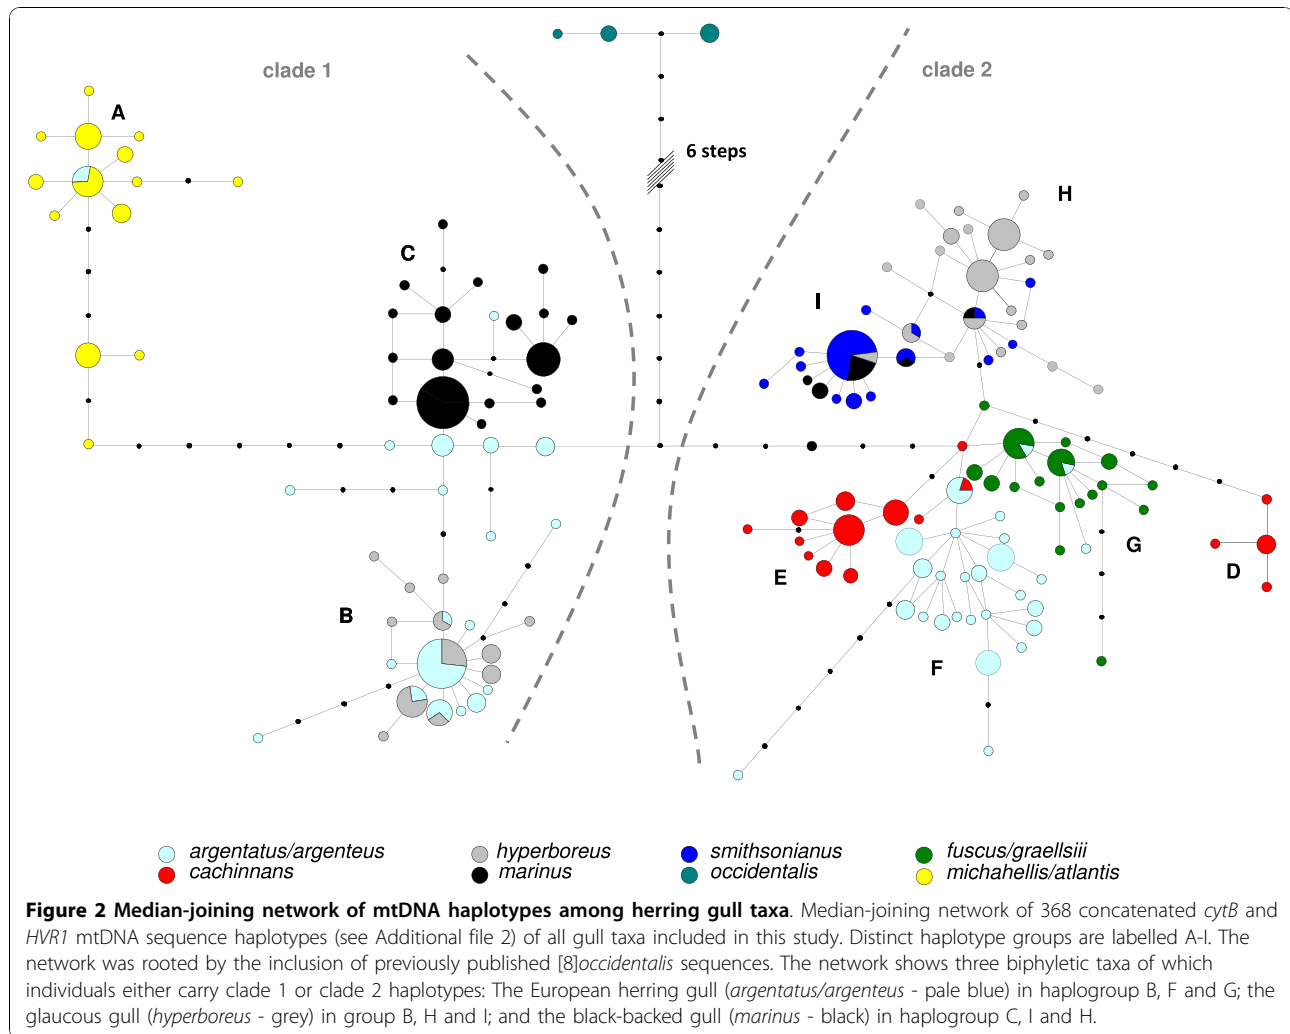 clade 1
clade 2
A
6 steps
H
C
I
E
G
D
B
F
argentatus/argenteus
hyperboreus
smithsonianus
fuscus/graellsiii
cachinnans
marinus
occidentalis
michahellis/atlantis
Figure 2 Median-joining network of mtDNA haplotypes among herring gull taxa. Median-joining network of 368 concatenated cytB and
HVR1 mtDNA sequence haplotypes (see Additional file 2) of all gull taxa included in this study. Distinct haplotype groups are labelled A-I. The
network was rooted by the inclusion of previously published [8]occidentalis sequences. The network shows three biphyletic taxa of which
individuals either carry clade 1 or clade 2 haplotypes: The European herring gull (argentatus/argenteus - pale blue) in haplogroup B, F and G; the
glaucous gull (hyperboreus - grey) in group B, H and I; and the black-backed gull (marinus - black) in haplogroup C, I and H.